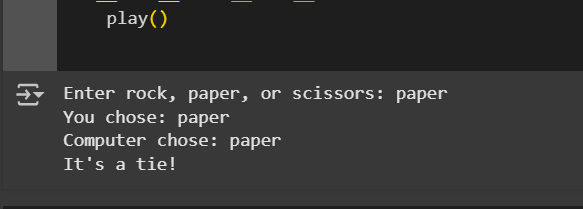 play()
Enter rock, paper, or scissors: paper
You chose: paper
Computer chose: paper
It's a tie!